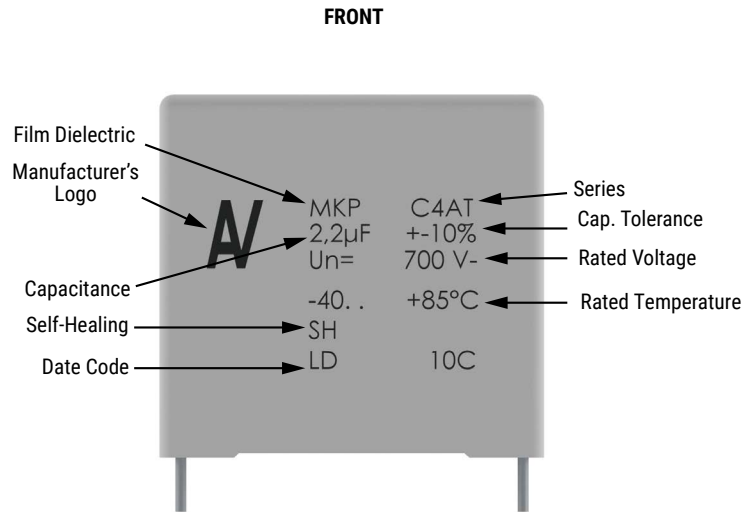 FRONT
Film Dielectric
Manufacturer's
Logo
Capacitance
Self-Healing
Date Code
AV
MKP C4AT
2,2µF +-10%
Un= 700 V-
-40. . +85°C
SH
LD 10C
Series
Cap. Tolerance
Rated Voltage
Rated Temperature